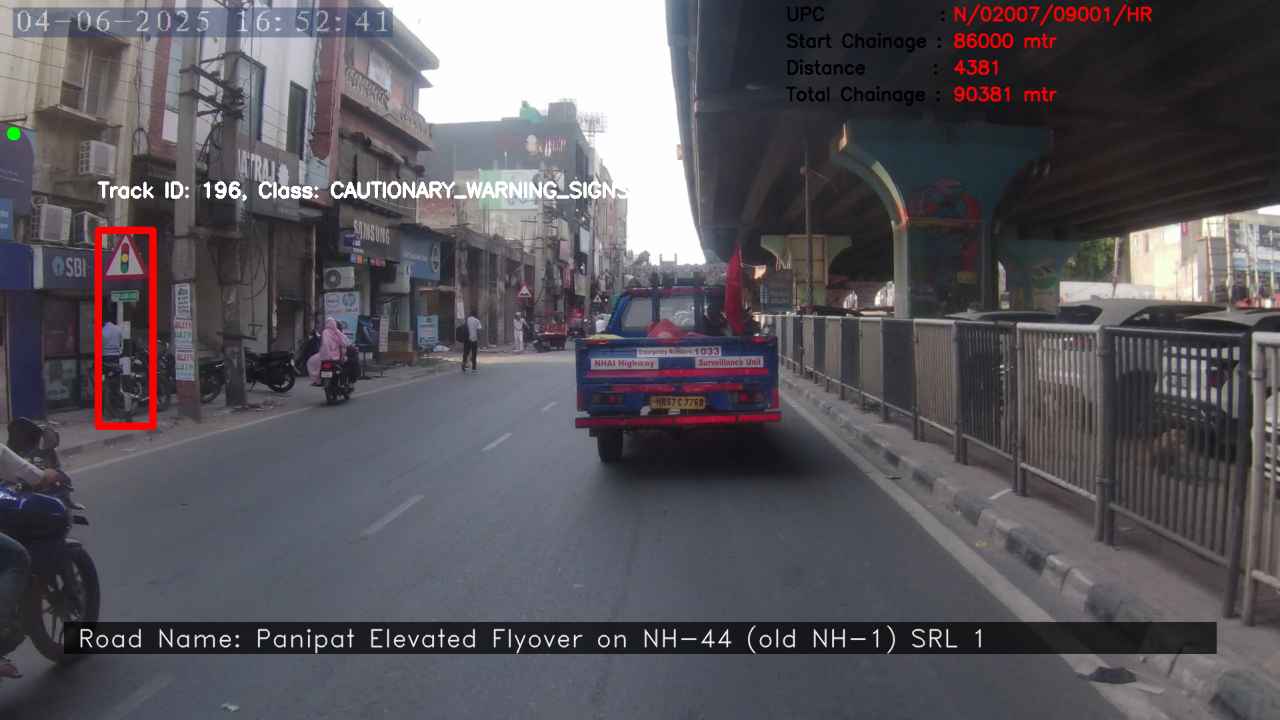 04-06-2025 16:52:41
UPC : N/02007/09001/HR
Start Chainage : 86000 mtr
Distance : 4381
Total Chainage : 90381 mtr
Track ID: 196, Class: CAUTIONARY_WARNING_SIGNS
SAMSUNG
SBI
Emergency Number 1033
NHAI Highway
Surveillance Unit
Road Name: Panipat Elevated Flyover on NH-44 (old NH-1) SRL 1